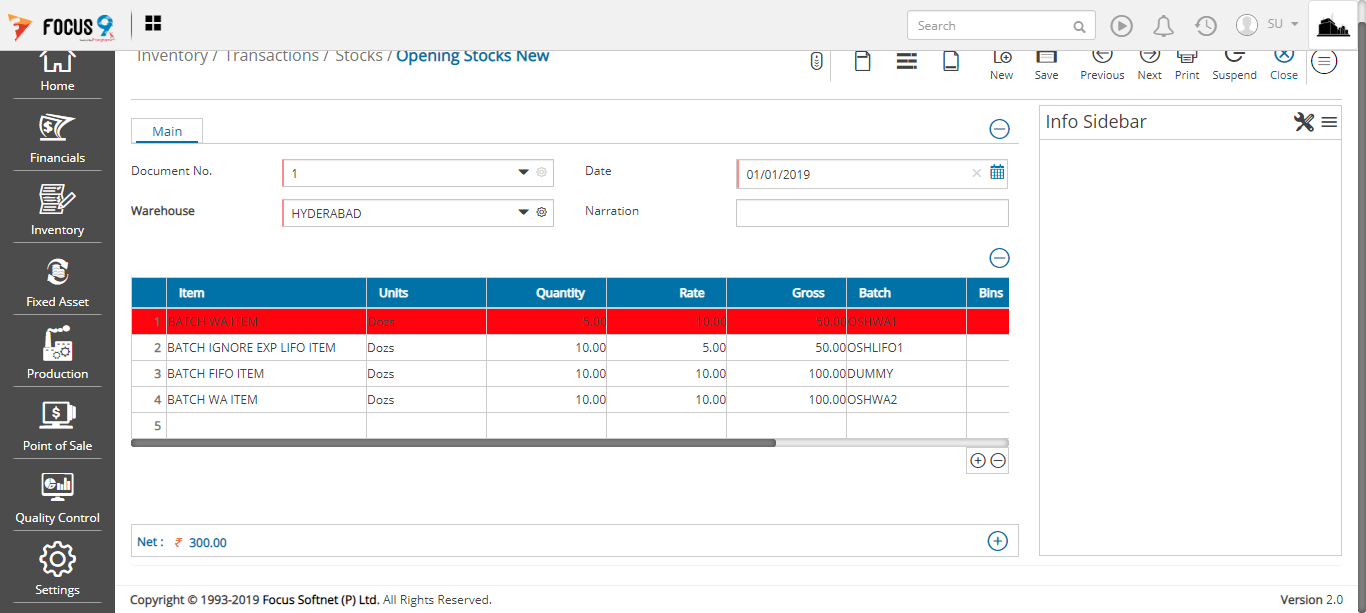 FOCUS 9
Search
SU
Inventory / Transactions / Stocks / Opening Stocks New
New Save Previous Next Print Suspend Close
Home
Financials
Inventory
Fixed Asset
Production
Point of Sale
Quality Control
Settings
Main
Document No. 1 Date 01/01/2019
Warehouse HYDERABAD Narration
Info Sidebar
Item Units Quantity Rate Gross Batch Bins
1 BATCH WA ITEM Dozs 5.00 10.00 50.00 OSHWA1
2 BATCH IGNORE EXP LIFO ITEM Dozs 10.00 5.00 50.00 OSHLIFO1
3 BATCH FIFO ITEM Dozs 10.00 10.00 100.00 DUMMY
4 BATCH WA ITEM Dozs 10.00 10.00 100.00 OSHWA2
5
Net : ₹ 300.00
Copyright © 1993-2019 Focus Softnet (P) Ltd. All Rights Reserved.
Version 2.0